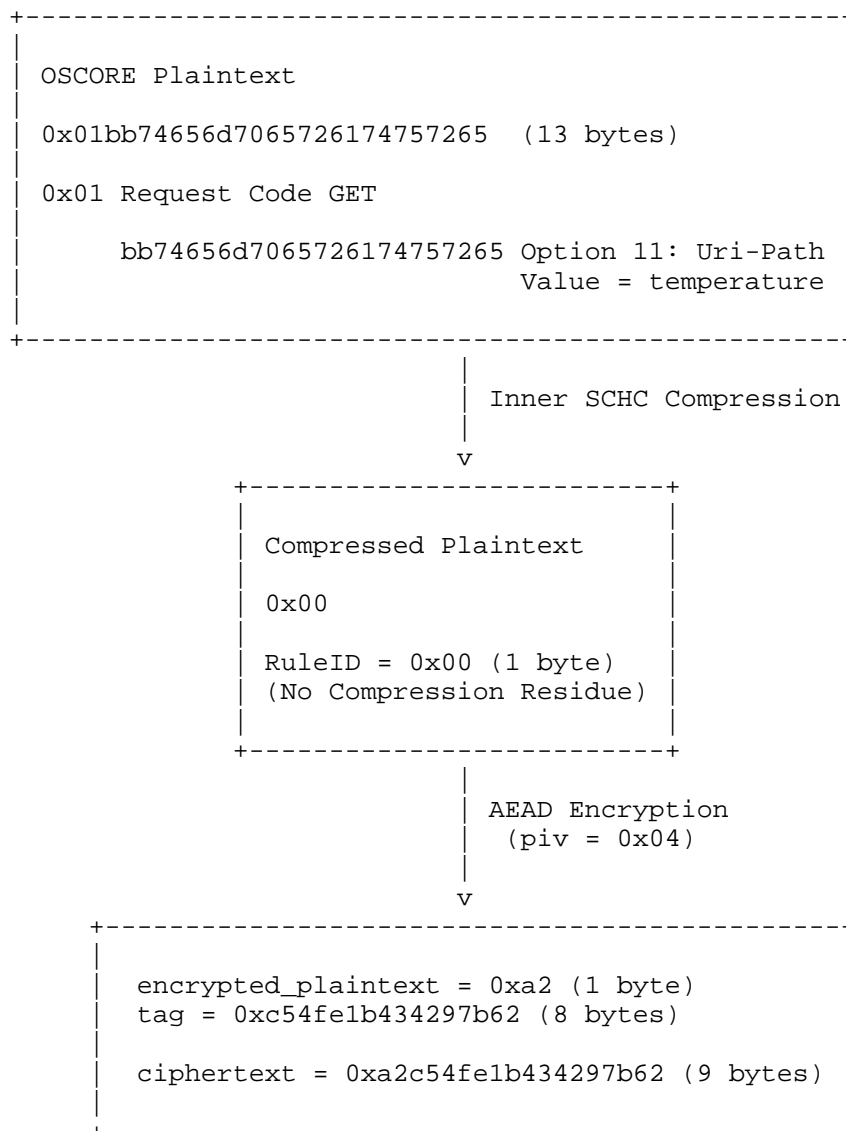 OSCORE Plaintext
0x01bb74656d7065726174757265 (13 bytes)
0x01 Request Code GET
bb74656d7065726174757265 Option 11: Uri-Path
Value = temperature
Inner SCHC Compression
v
Compressed Plaintext
0x00
RuleID = 0x00 (1 byte)
(No Compression Residue)
AEAD Encryption
(piv = 0x04)
v
encrypted_plaintext = 0xa2 (1 byte)
tag = 0xc54fe1b434297b62 (8 bytes)
ciphertext = 0xa2c54fe1b434297b62 (9 bytes)